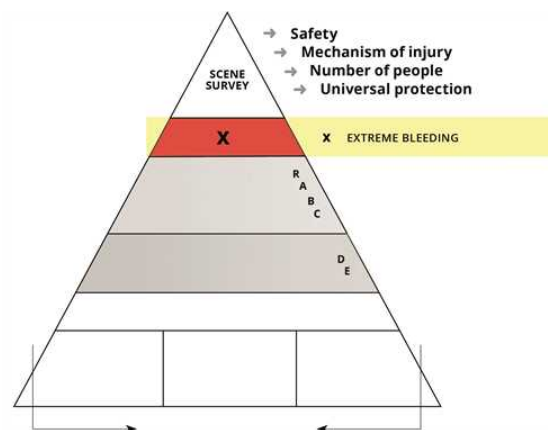 → Safety
→ Mechanism of injury
→ Number of people
→ Universal protection
SCENE
SURVEY
X
X EXTREME BLEEDING
R
A
B
C
D
E